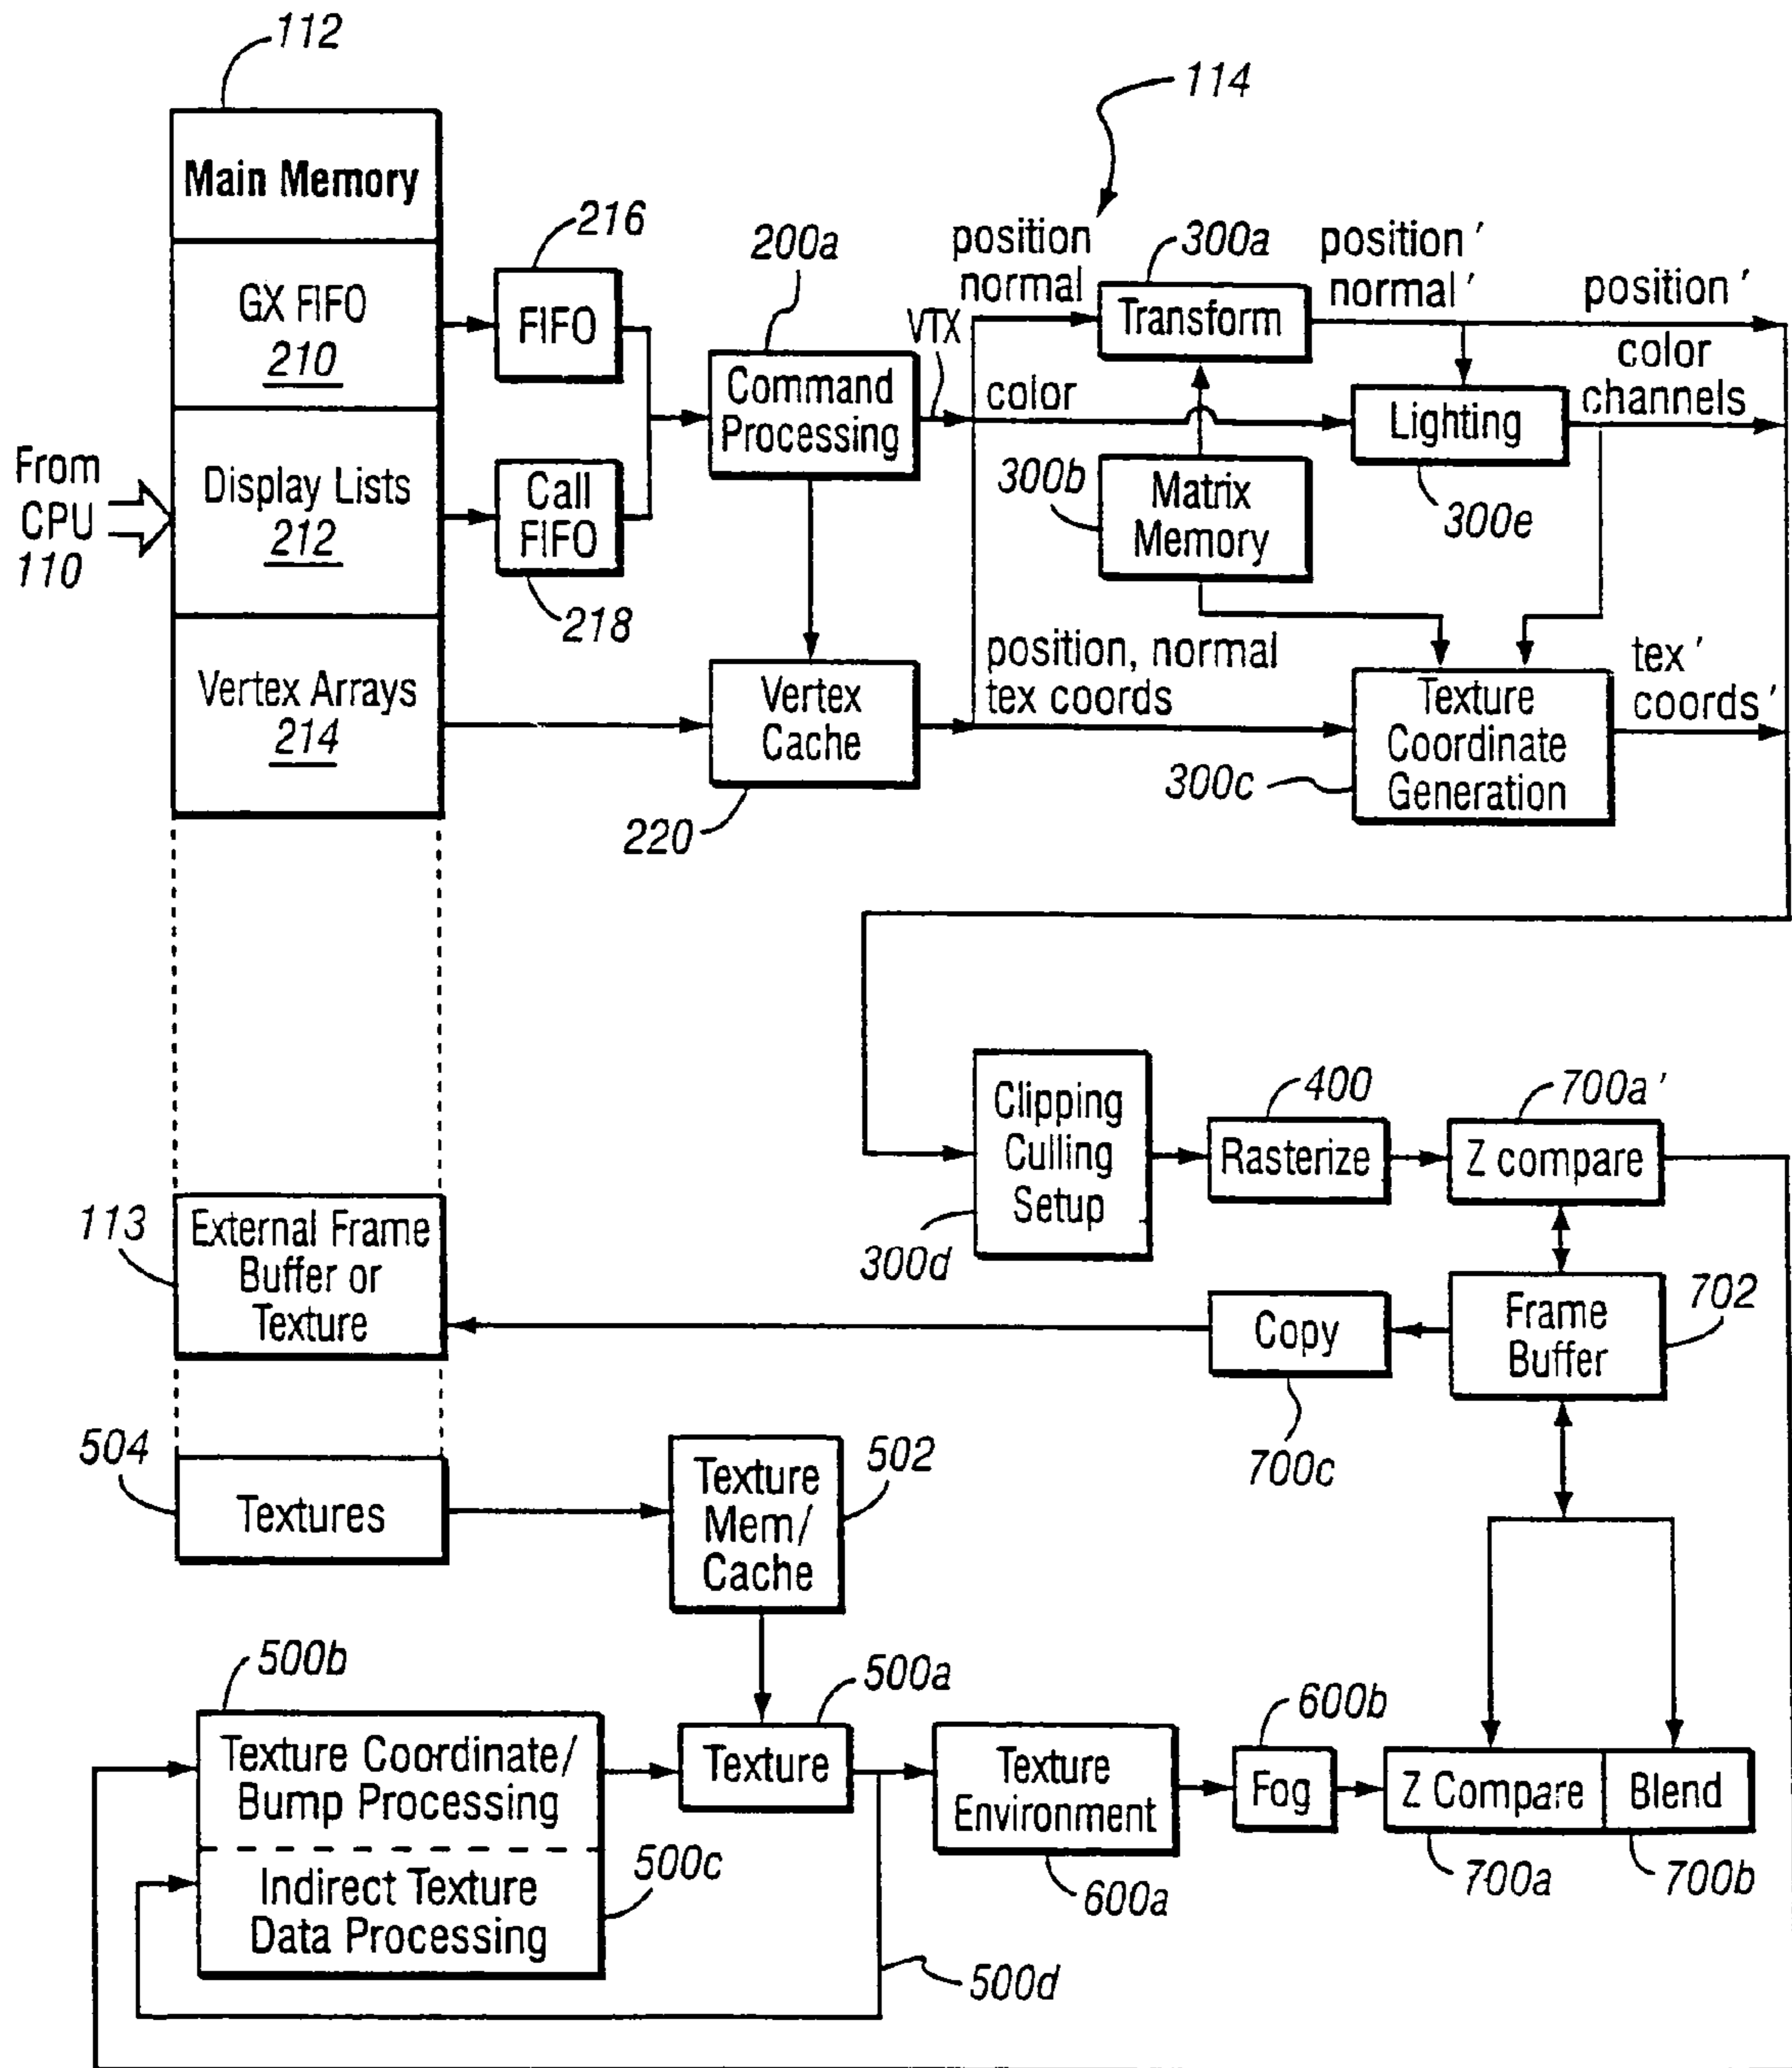 112
114
Main Memory
216
200a
position
normal
300a
position ′
normal ′
position ′
GX FIFO
210
FIFO
VTX
Transform
color
channels
Command
Processing
color
Lighting
From
CPU
110
Display Lists
212
Call
FIFO
300b
Matrix
Memory
300e
218
Vertex Arrays
214
Vertex
Cache
position, normal
tex coords
Texture
Coordinate
Generation
tex ′
coords ′
300c
220
Clipping
Culling
Setup
400
700a ′
Rasterize
Z compare
300d
113
External Frame
Buffer or
Texture
Copy
Frame
Buffer
702
700c
504
Textures
Texture
Mem/
Cache
502
500b
500a
600b
Texture Coordinate/
Bump Processing
Texture
Texture
Environment
Fog
Z Compare
Blend
Indirect Texture
Data Processing
500c
600a
700a
700b
500d